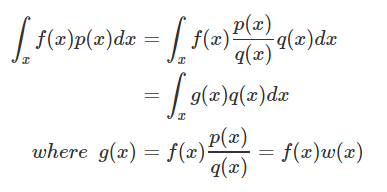 ∫ₓ f(x)p(x)dx = ∫ₓ f(x) p(x)/q(x) q(x)dx
= ∫ₓ g(x)q(x)dx
where g(x) = f(x) p(x)/q(x) = f(x)w(x)